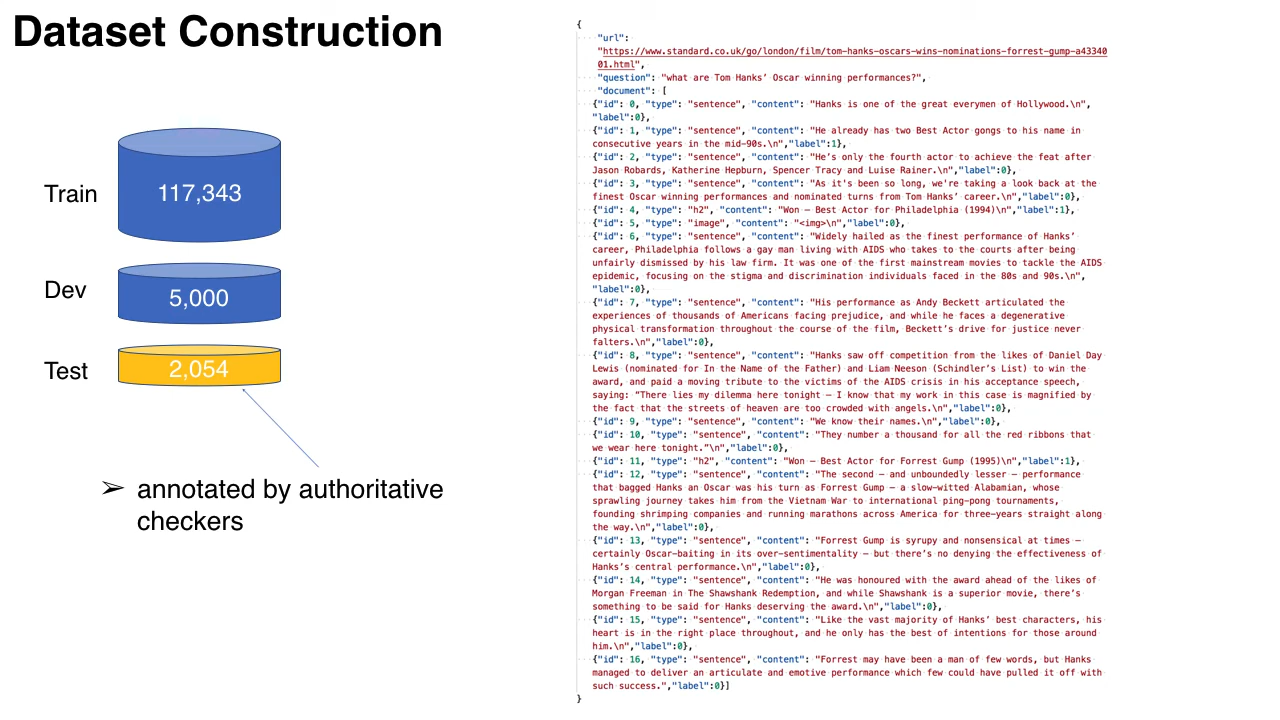 Dataset Construction
Train
117,343
Dev
5,000
Test
2,054
➢ annotated by authoritative
checkers
{
"url":
"https://www.standard.co.uk/go/london/film/tom-hanks-oscars-wins-nominations-forrest-gump-a43340
01.html",
"question": "what are Tom Hanks’ Oscar winning performances?",
"document": [
{"id": 0, "type": "sentence", "content": "Hanks is one of the great everymen of Hollywood.\n",
"label":0},
{"id": 1, "type": "sentence", "content": "He already has two Best Actor gongs to his name in
consecutive years in the mid-90s.\n","label":1},
{"id": 2, "type": "sentence", "content": "He’s only the fourth actor to achieve the feat after
Jason Robards, Katherine Hepburn, Spencer Tracy and Luise Rainer.\n","label":0},
{"id": 3, "type": "sentence", "content": "As it's been so long, we're taking a look back at the
finest Oscar winning performances and nominated turns from Tom Hanks’ career.\n","label":0},
{"id": 4, "type": "h2", "content": "Won – Best Actor for Philadelphia (1994)\n","label":1},
{"id": 5, "type": "image", "content": "<img>\n","label":0},
{"id": 6, "type": "sentence", "content": "Widely hailed as the finest performance of Hanks’
career, Philadelphia follows a gay man living with AIDS who takes to the courts after being
unfairly dismissed by his law firm. It was one of the first mainstream movies to tackle the AIDS
epidemic, focusing on the stigma and discrimination individuals faced in the 80s and 90s.\n",
"label":0},
{"id": 7, "type": "sentence", "content": "His performance as Andy Beckett articulated the
experiences of thousands of Americans facing prejudice, and while he faces a degenerative
physical transformation throughout the course of the film, Beckett’s drive for justice never
falters.\n","label":0},
{"id": 8, "type": "sentence", "content": "Hanks saw off competition from the likes of Daniel Day
Lewis (nominated for In the Name of the Father) and Liam Neeson (Schindler’s List) to win the
award, and paid a moving tribute to the victims of the AIDS crisis in his acceptance speech,
saying: “There lies my dilemma here tonight – I know that my work in this case is magnified by
the fact that the streets of heaven are too crowded with angels.\n","label":0},
{"id": 9, "type": "sentence", "content": "We know their names.\n","label":0},
{"id": 10, "type": "sentence", "content": "They number a thousand for all the red ribbons that
we wear here tonight."\n","label":0},
{"id": 11, "type": "h2", "content": "Won – Best Actor for Forrest Gump (1995)\n","label":1},
{"id": 12, "type": "sentence", "content": "The second – and unboundedly lesser – performance
that bagged Hanks an Oscar was his turn as Forrest Gump – a slow-witted Alabamian, whose
sprawling journey takes him from the Vietnam War to international ping-pong tournaments,
founding shrimping companies and running marathons across America for three-years straight along
the way.\n","label":0},
{"id": 13, "type": "sentence", "content": "Forrest Gump is syrupy and nonsensical at times –
certainly Oscar-baiting in its over-sentimentality – but there’s no denying the effectiveness of
Hanks’s central performance.\n","label":0},
{"id": 14, "type": "sentence", "content": "He was honoured with the award ahead of the likes of
Morgan Freeman in The Shawshank Redemption, and while Shawshank is a superior movie, there’s
something to be said for Hanks deserving the award.\n","label":0},
{"id": 15, "type": "sentence", "content": "Like the vast majority of Hanks’ best characters, his
heart is in the right place throughout, and he only has the best of intentions for those around
him.\n","label":0},
{"id": 16, "type": "sentence", "content": "Forrest may have been a man of few words, but Hanks
managed to deliver an articulate and emotive performance which few could have pulled it off with
such success.","label":0}]
}